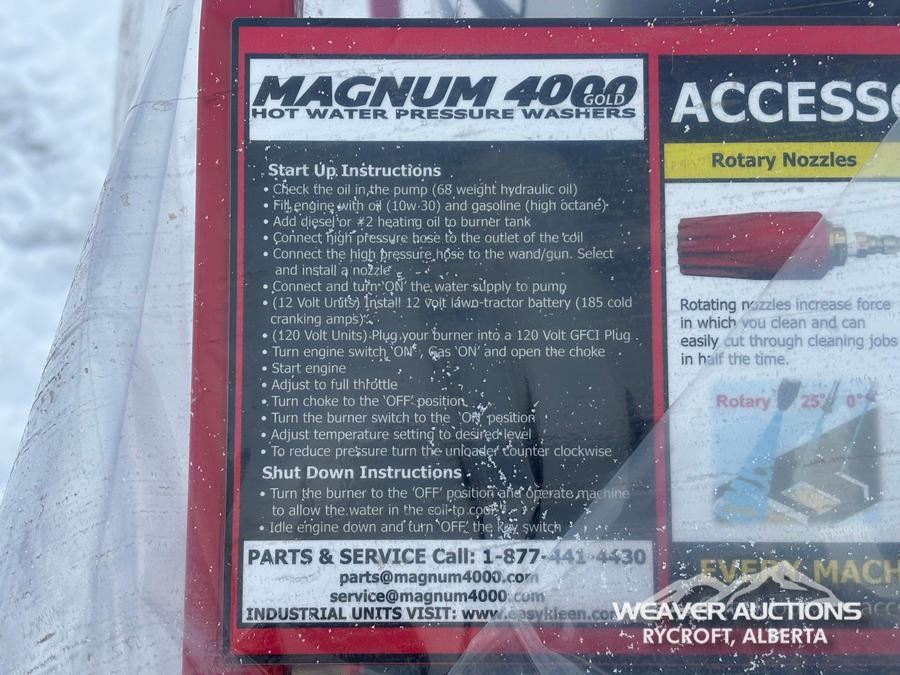 MAGNUM 4000
GOLD
HOT WATER PRESSURE WASHERS
Start Up Instructions
• Check the oil in the pump (68 weight hydraulic oil)
• Fill engine with oil (10w-30) and gasoline (high octane)
• Add diesel or #2 heating oil to burner tank
• Connect high pressure hose to the outlet of the coil
• Connect the high pressure hose to the wand/gun. Select
and install a nozzle
• Connect and turn 'ON' the water supply to pump
• (12 Volt Units) Install 12 volt lawn-tractor battery (185 cold
cranking amps)
• (120 Volt Units) Plug your burner into a 120 Volt GFCI Plug
• Turn engine switch 'ON', Gas 'ON' and open the choke
• Start engine
• Adjust to full throttle
• Turn choke to the 'OFF' position
• Turn the burner switch to the 'On' position
• Adjust temperature setting to desired level
• To reduce pressure turn the unloader counter clockwise
Shut Down Instructions
• Turn the burner to the 'OFF' position and operate machine
to allow the water in the coil to cool
• Idle engine down and turn 'OFF' the key switch
PARTS & SERVICE Call: 1-877-441-4430
parts@magnum4000.com
service@magnum4000.com
INDUSTRIAL UNITS VISIT: www.easykleen.com
ACCESSO
Rotary Nozzles
Rotating nozzles increase force
in which you clean and can
easily cut through cleaning jobs
in half the time.
Rotary 25° 0°
EVERY MACH
WEAVER AUCTIONS
RYCROFT, ALBERTA